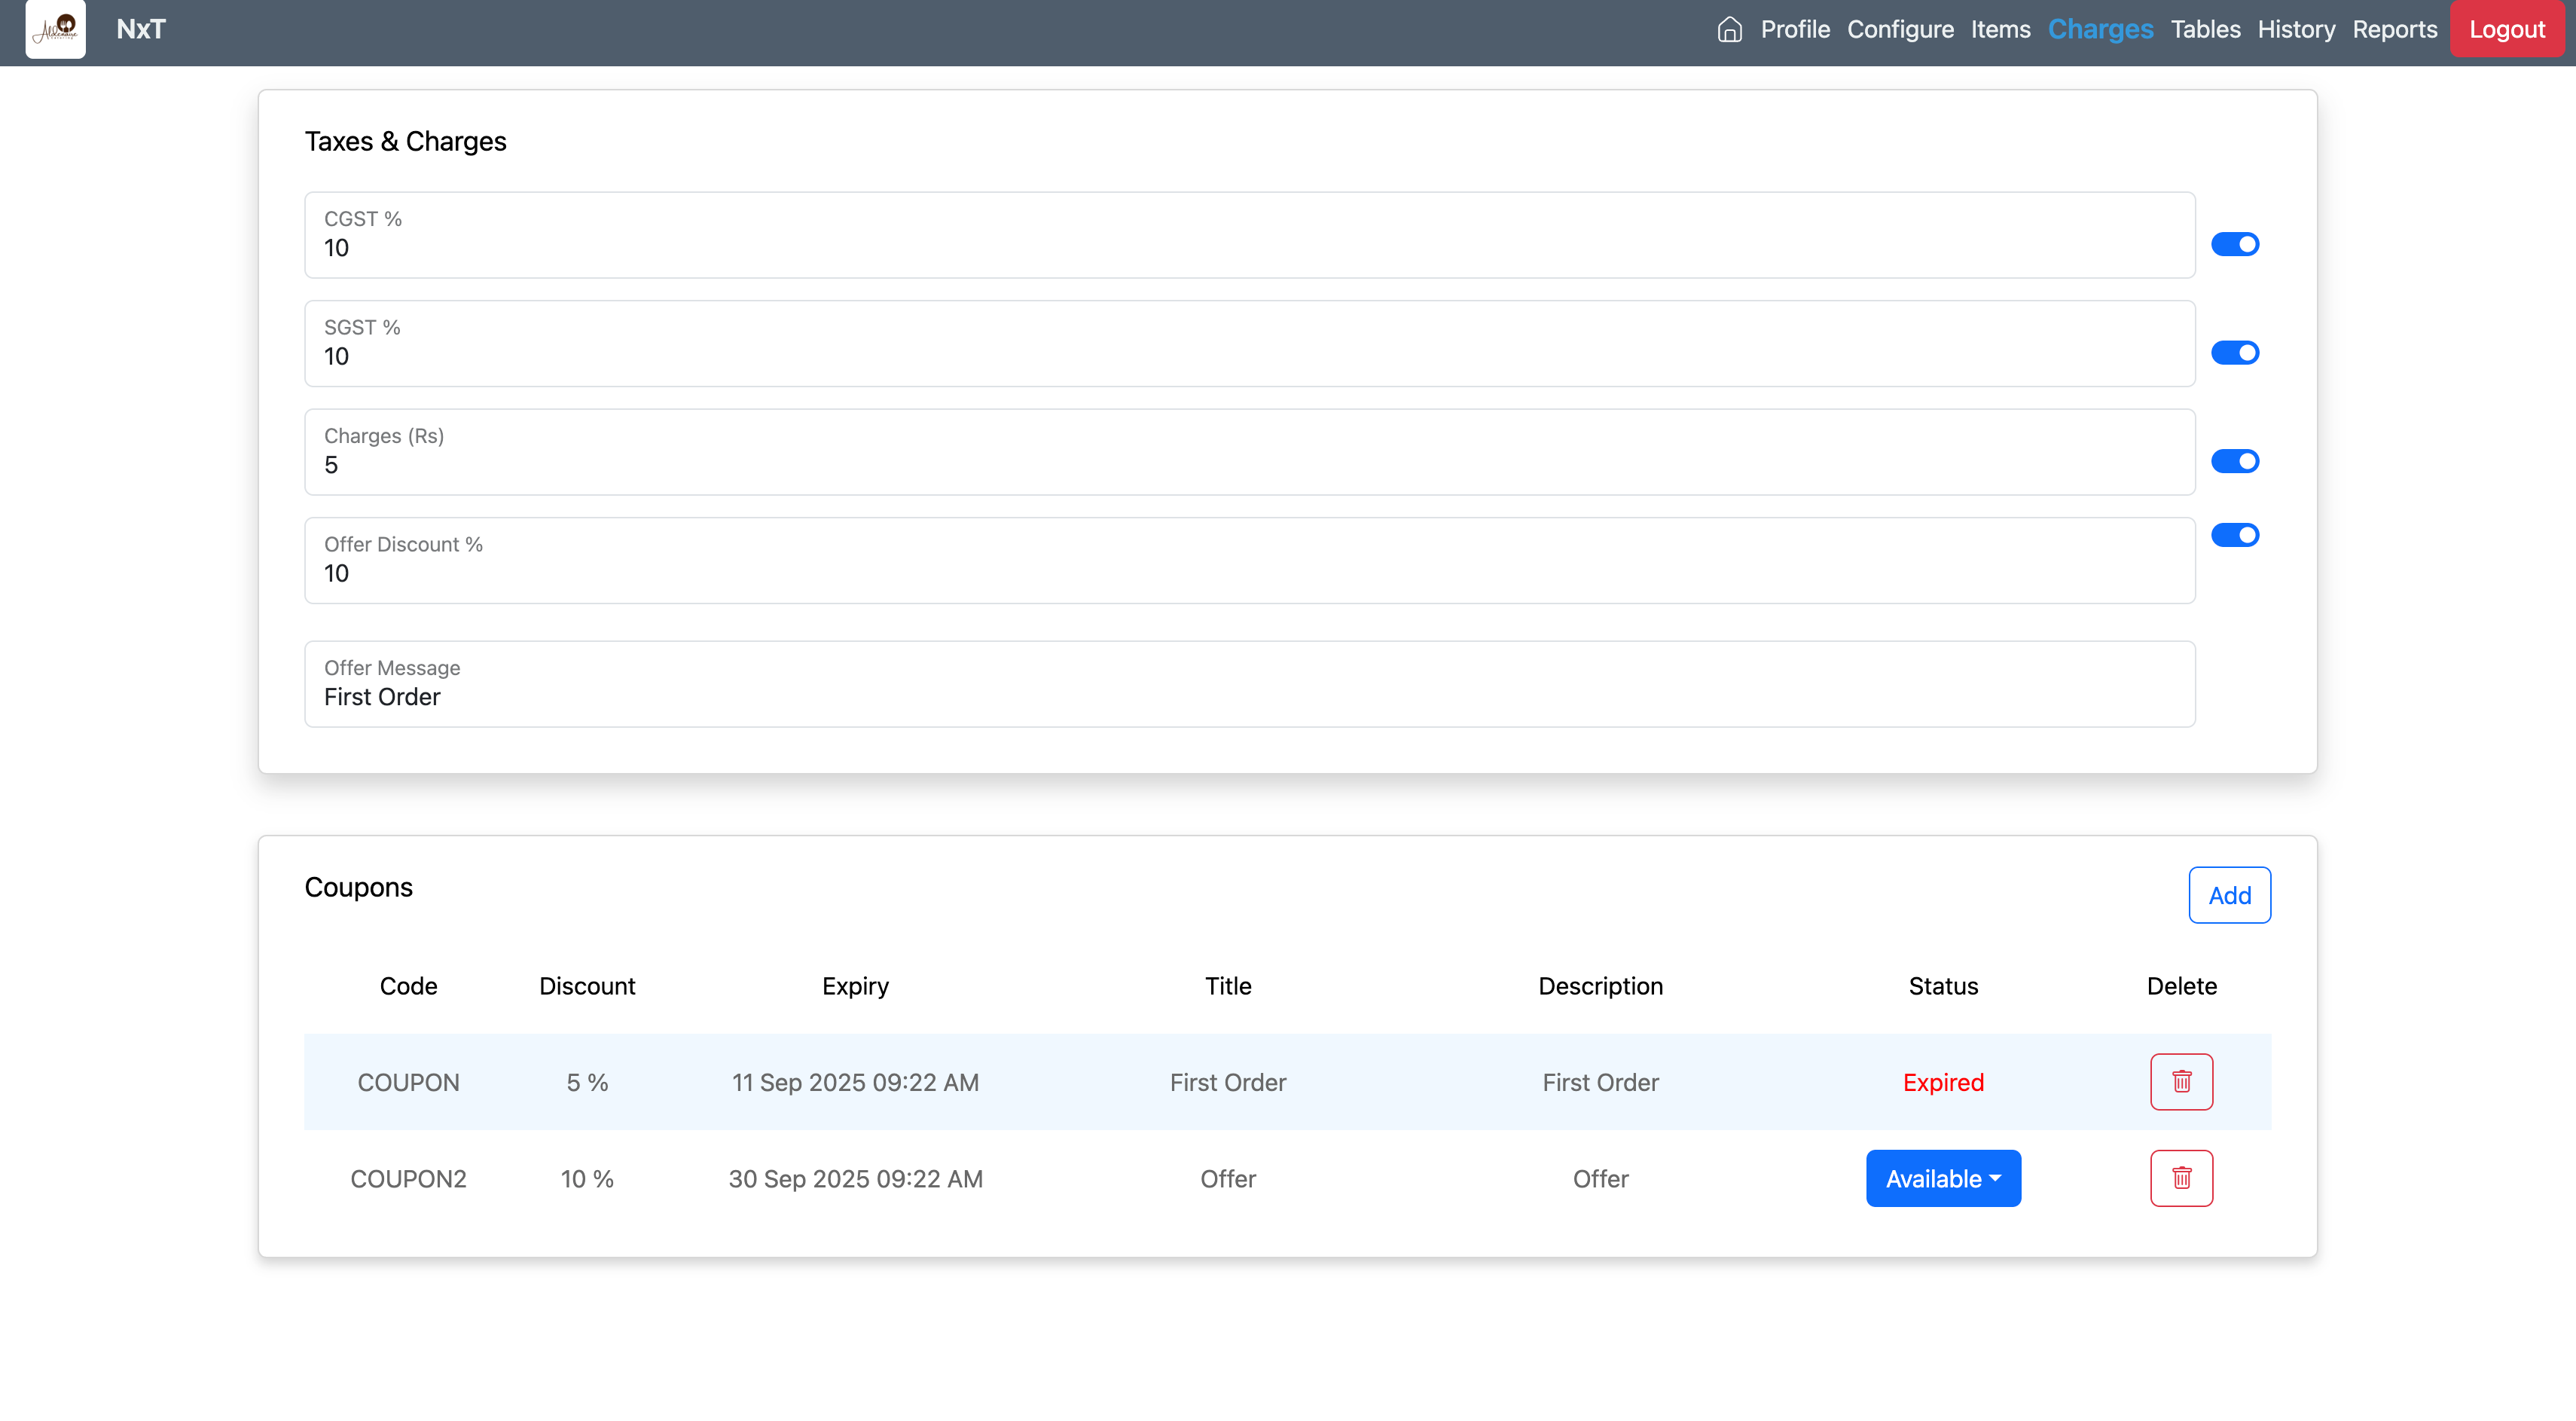 NxT
Profile Configure Items Charges Tables History Reports Logout
Taxes & Charges
CGST %
10
SGST %
10
Charges (Rs)
5
Offer Discount %
10
Offer Message
First Order
Coupons
Add
Code Discount Expiry Title Description Status Delete
COUPON 5 % 11 Sep 2025 09:22 AM First Order First Order Expired
COUPON2 10 % 30 Sep 2025 09:22 AM Offer Offer Available